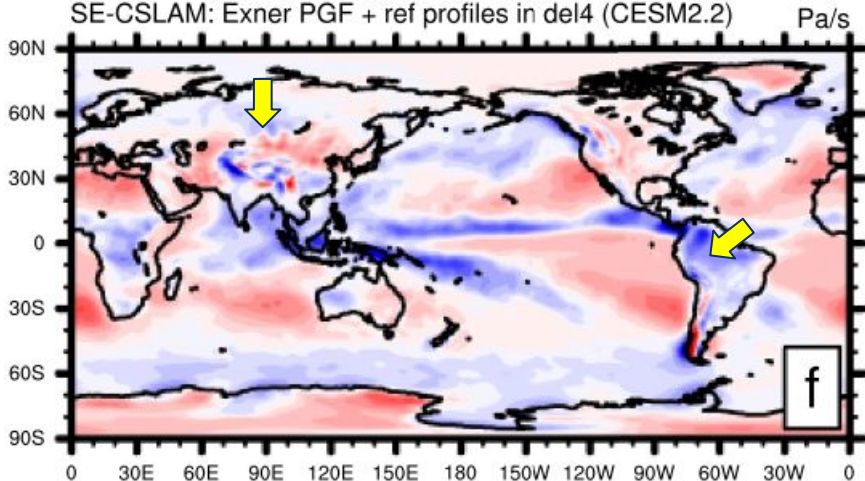 SE-CSLAM: Exner PGF + ref profiles in del4 (CESM2.2) Pa/s
90N
60N
30N
0
30S
60S
90S
f
0 30E 60E 90E 120E 150E 180 150W 120W 90W 60W 30W 0